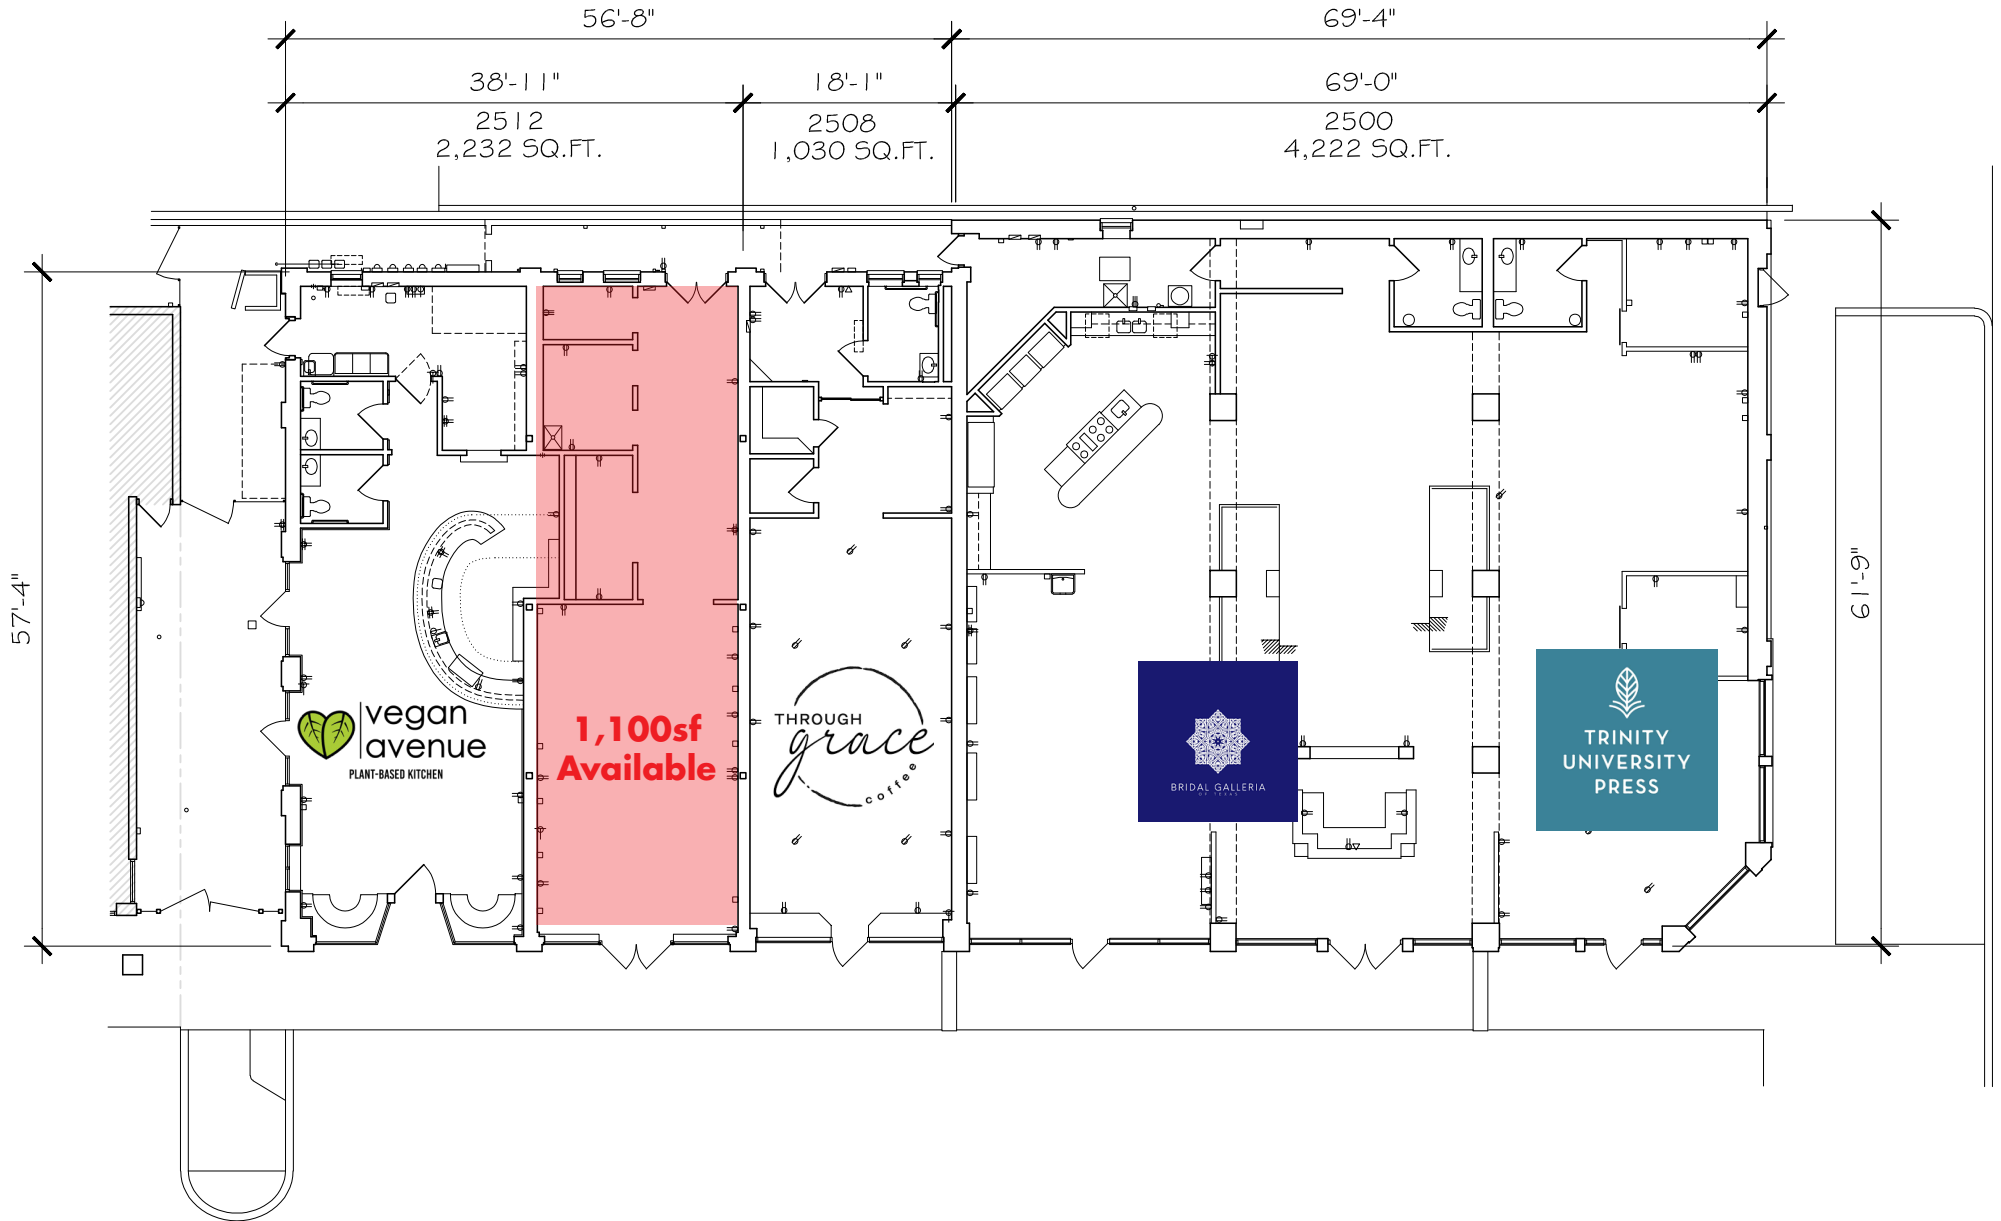 56'-8"
69'-4"
38'-11"
18'-1"
69'-0"
2512
2,232 SQ.FT.
2508
1,030 SQ.FT.
2500
4,222 SQ.FT.
57'-4"
61'-9"
vegan
avenue
PLANT-BASED KITCHEN
1,100sf
Available
THROUGH
grace
coffee
BRIDAL GALLERIA
OF TEXAS
TRINITY
UNIVERSITY
PRESS